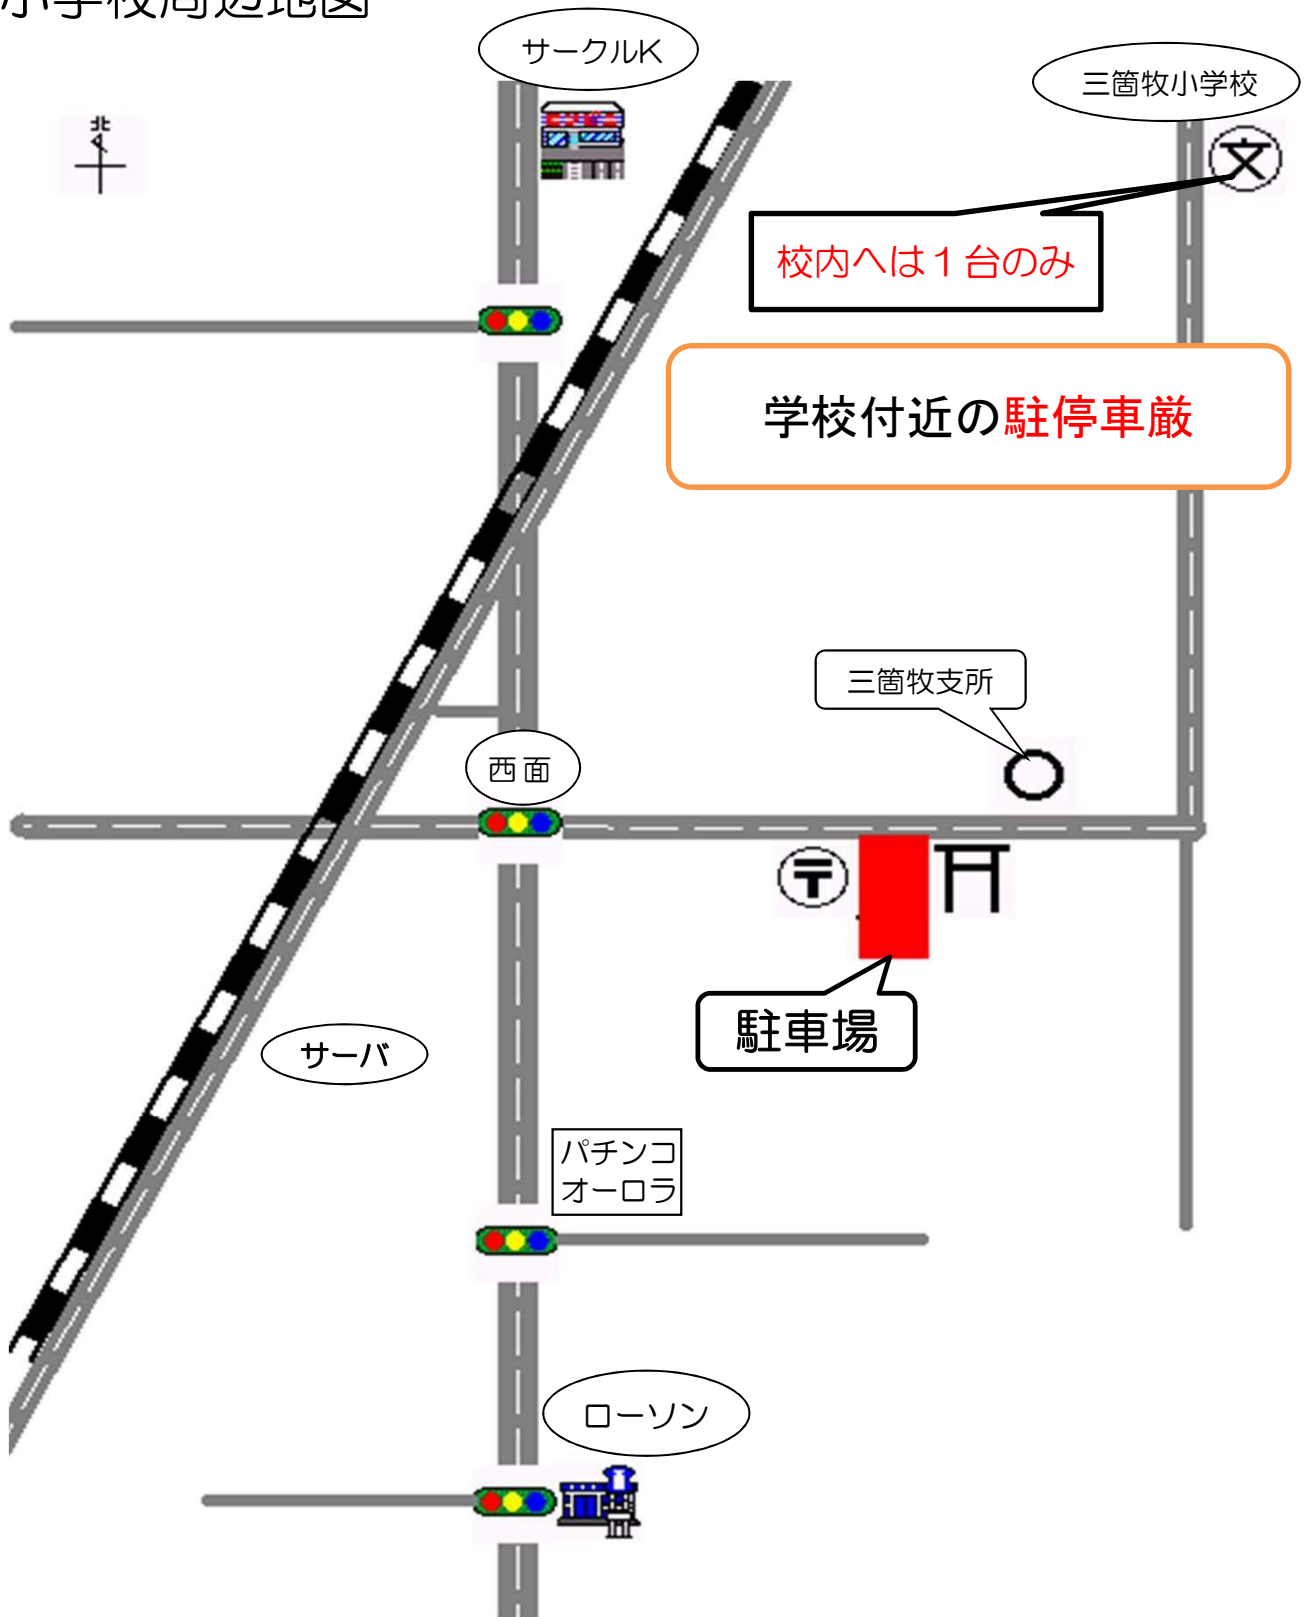 小学校周辺地図
サークルK
三箇牧小学校
北
文
校内へは1台のみ
学校付近の駐停車厳
三箇牧支所
西面
〒
駐車場
サーバ
パチンコ
オーロラ
ローソン